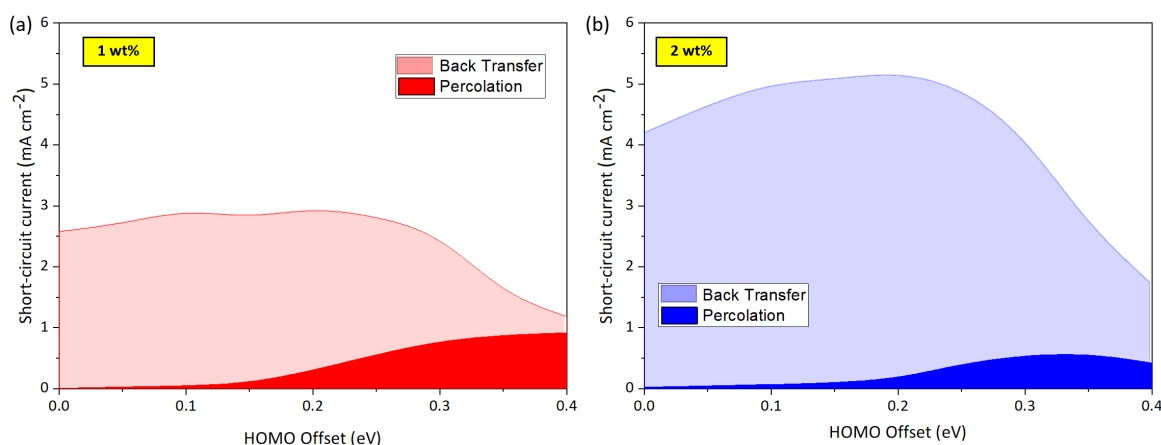 (a)
1 wt%
Back Transfer
Percolation
Short-circuit current (mA cm⁻²)
6
5
4
3
2
1
0
0.0 0.1 0.2 0.3 0.4
HOMO Offset (eV)
(b)
2 wt%
Back Transfer
Percolation
Short-circuit current (mA cm⁻²)
6
5
4
3
2
1
0
0.0 0.1 0.2 0.3 0.4
HOMO Offset (eV)